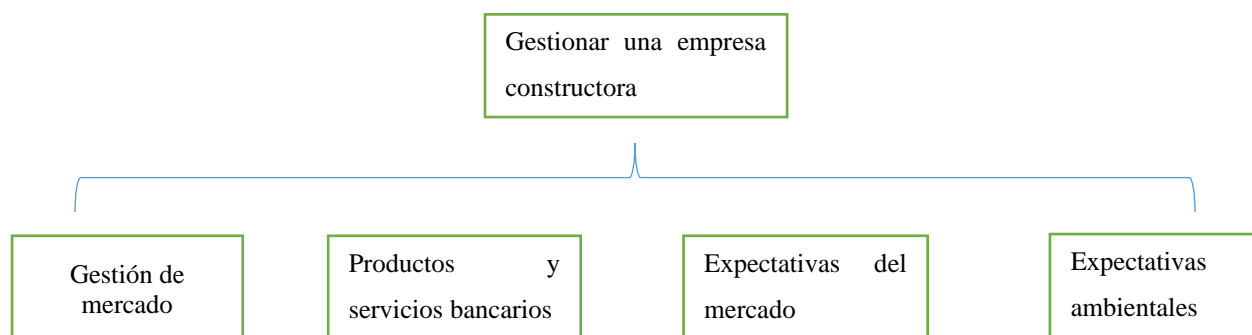 Gestionar una empresa
constructora
Gestión de
mercado
Productos y
servicios bancarios
Expectativas del
mercado
Expectativas
ambientales